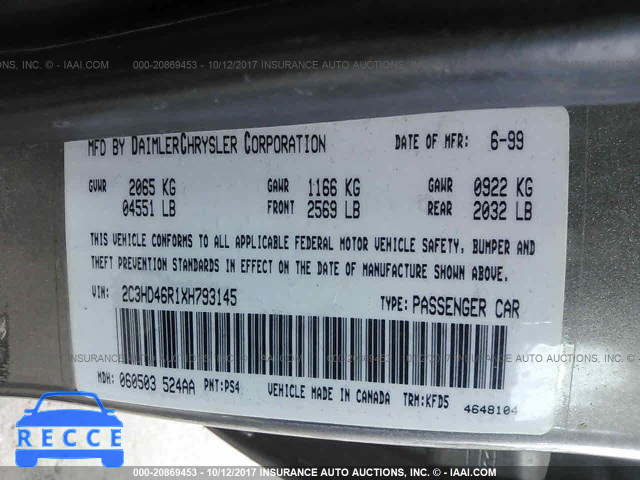 000-20869453 - 10/12/2017 INSURANCE AUTO AUCTIONS, INC. © - IAAI.COM
MFD BY DAIMLERCHRYSLER CORPORATION DATE OF MFR: 6-99
GVWR 2065 KG GAWR 1166 KG GAWR 0922 KG
04551 LB FRONT 2569 LB REAR 2032 LB
THIS VEHICLE CONFORMS TO ALL APPLICABLE FEDERAL MOTOR VEHICLE SAFETY, BUMPER AND
THEFT PREVENTION STANDARDS IN EFFECT ON THE DATE OF MANUFACTURE SHOWN ABOVE.
VIN: 2C3HD46R1XH793145 TYPE: PASSENGER CAR
MDH: 060503 524AA PNT:PS4 VEHICLE MADE IN CANADA TRM:KFD5
4648104
RECCE
000-20869453 - 10/12/2017 INSURANCE AUTO AUCTIONS, INC. © - IAAI.COM